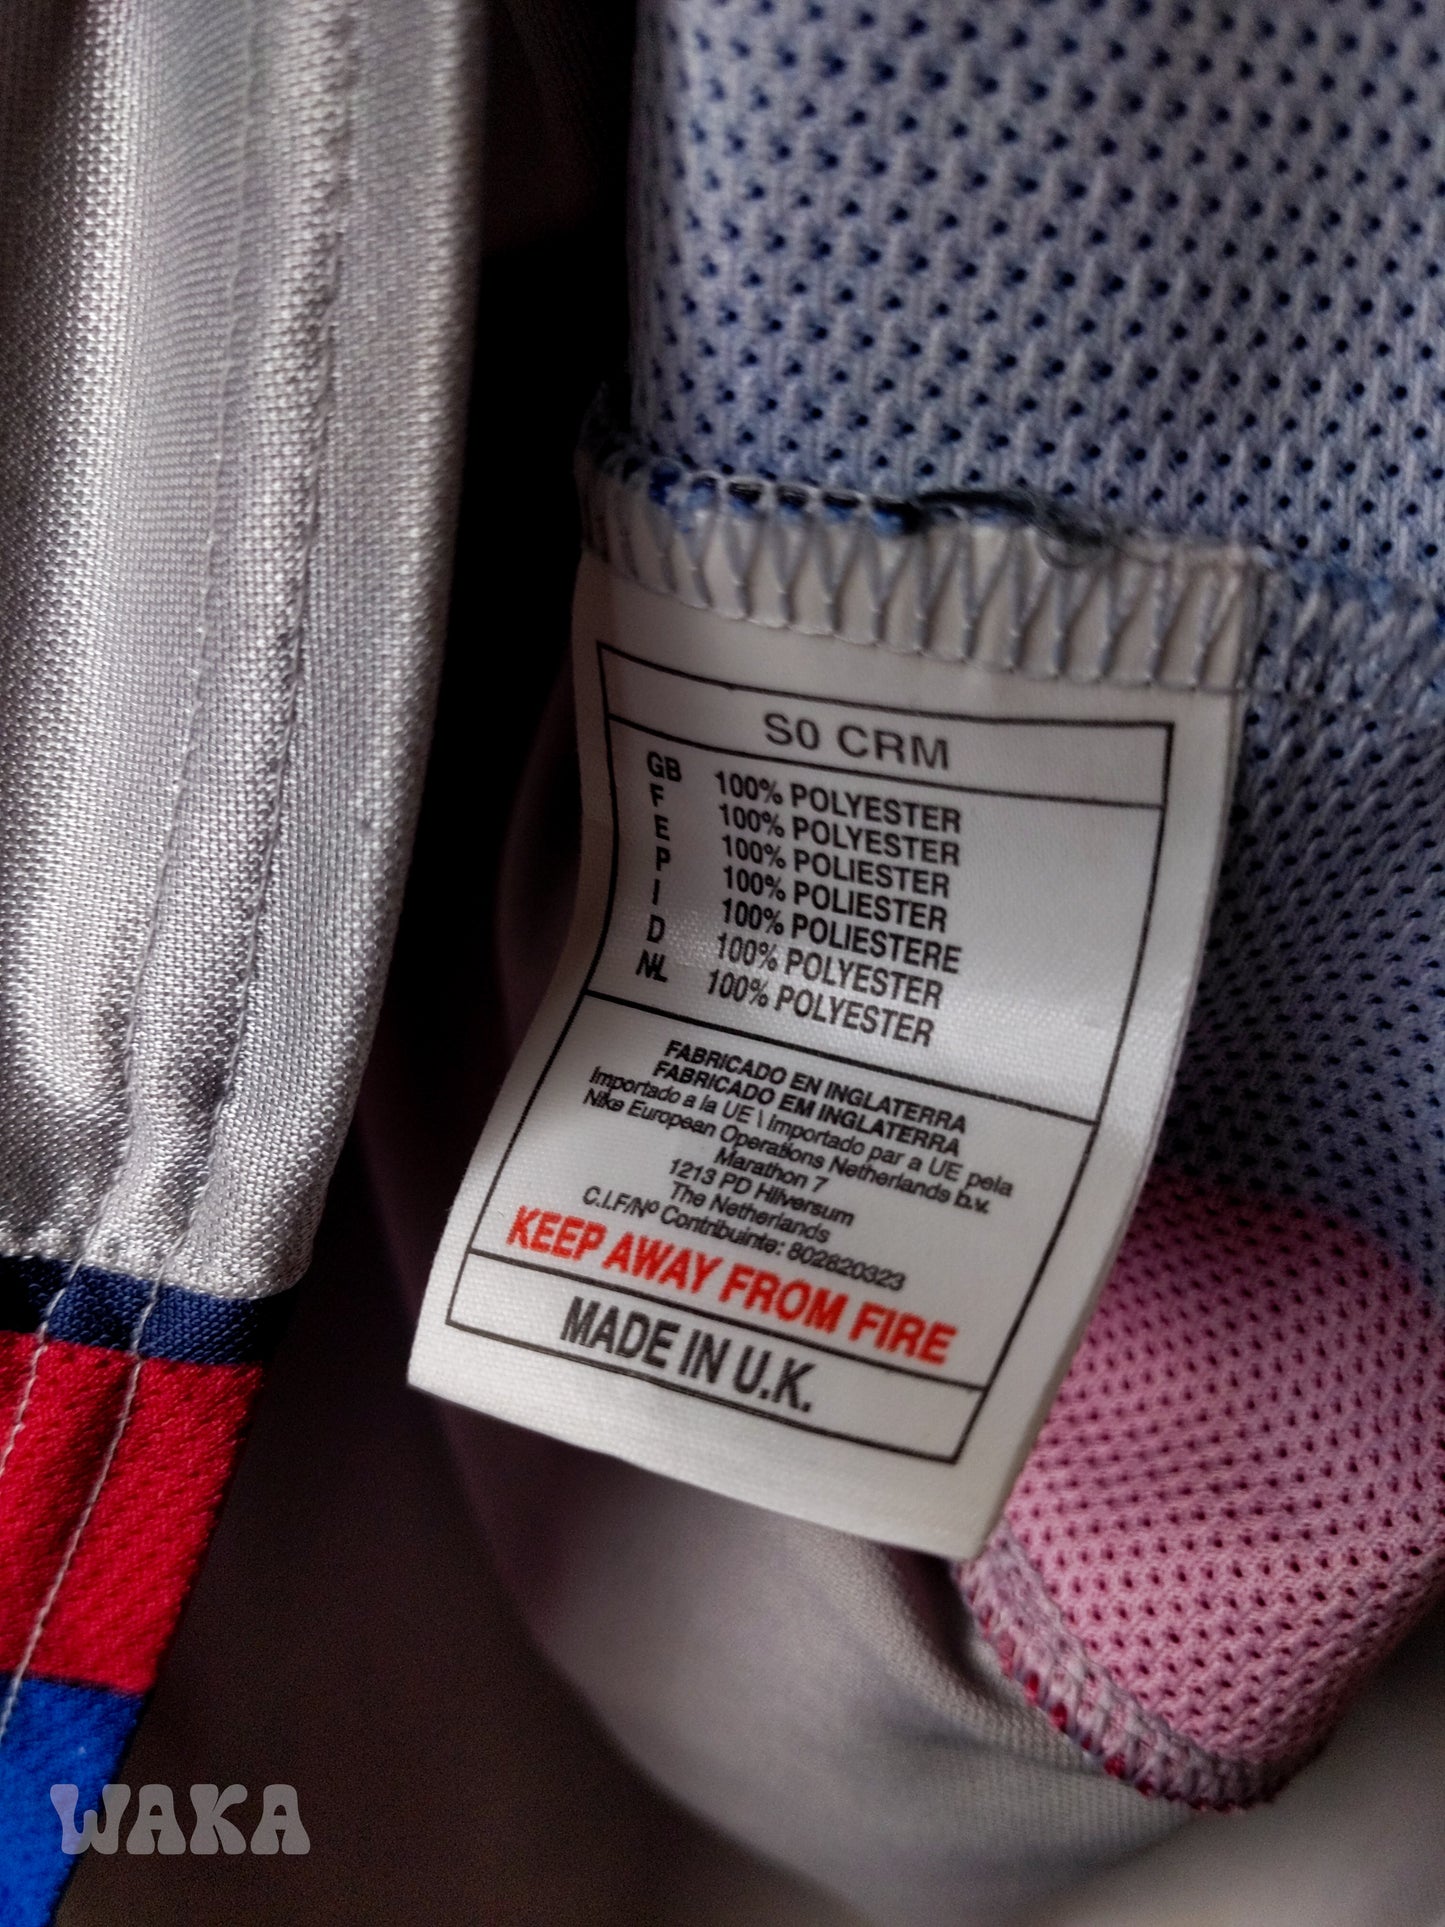 S0 CRM
GB 100% POLYESTER
F 100% POLYESTER
E 100% POLIESTER
P 100% POLIESTER
I 100% POLIESTERE
D 100% POLYESTER
NL 100% POLYESTER
FABRICADO EN INGLATERRA
FABRICADO EM INGLATERRA
Importado a la UE \ Importado par a UE pela
Nike European Operations Netherlands b.v.
Marathon 7
1213 PD Hilversum
The Netherlands
C.I.F/Nº Contribuinte: 802820323
KEEP AWAY FROM FIRE
MADE IN U.K.
WAKA